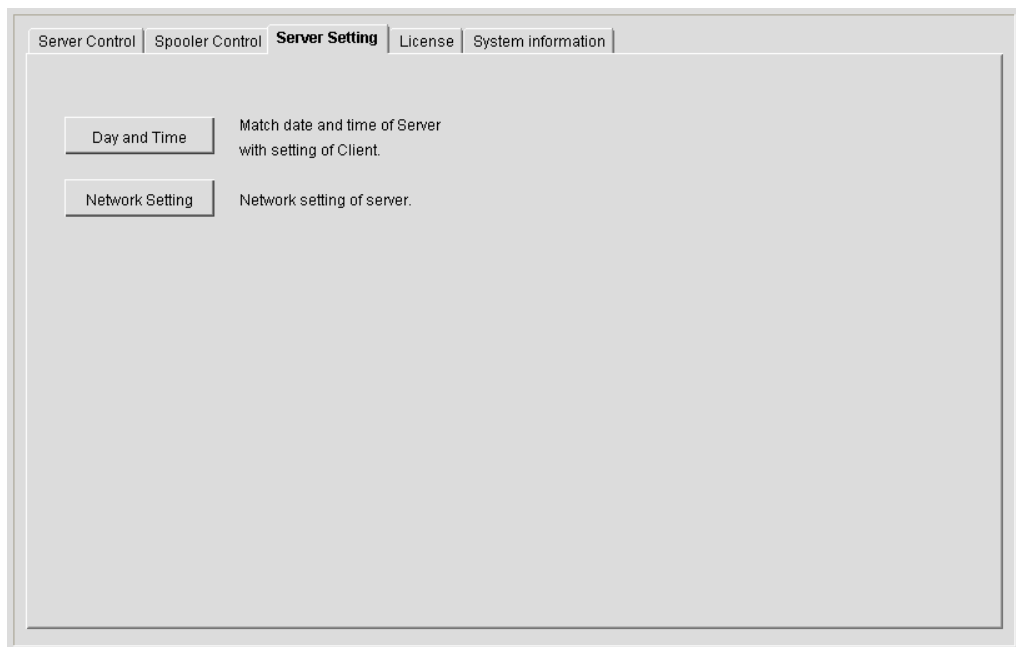 Server Control Spooler Control Server Setting License System information
Day and Time
Match date and time of Server
with setting of Client.
Network Setting
Network setting of server.